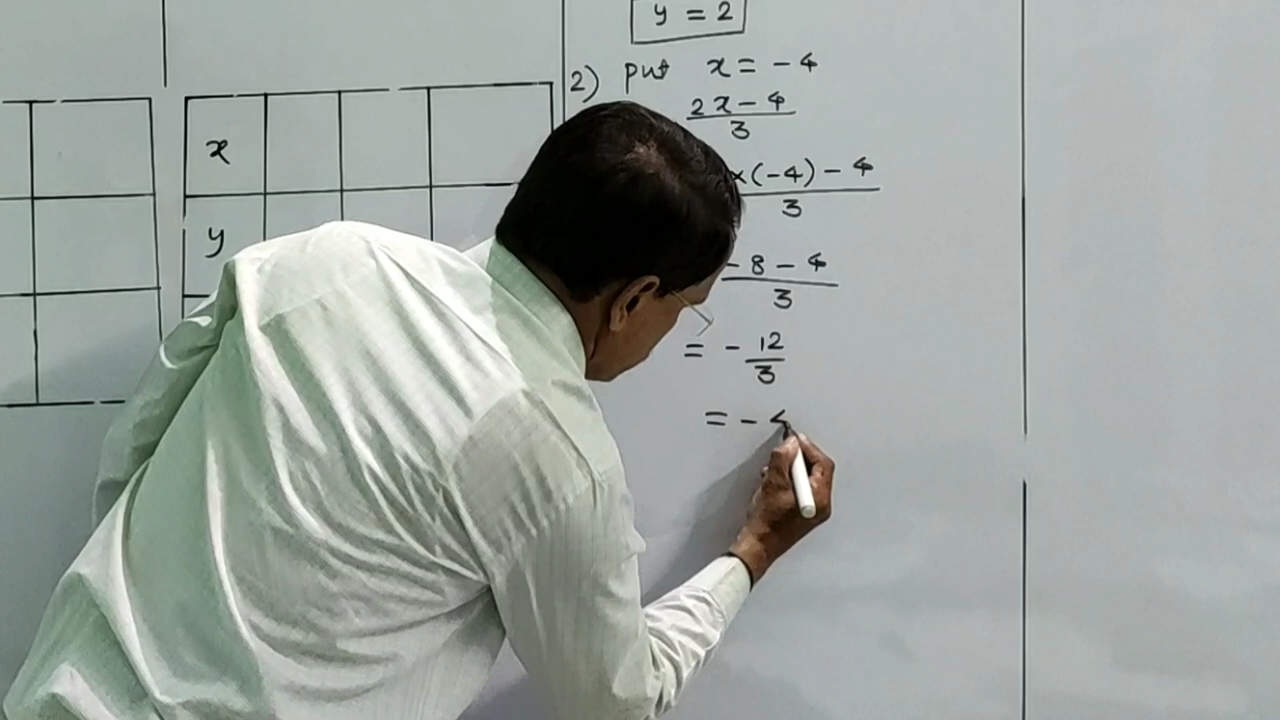 y = 2
2) put x = -4
2x - 4
3
x(-4) - 4
3
- 8 - 4
3
= - 12
3
= - 4
x
y